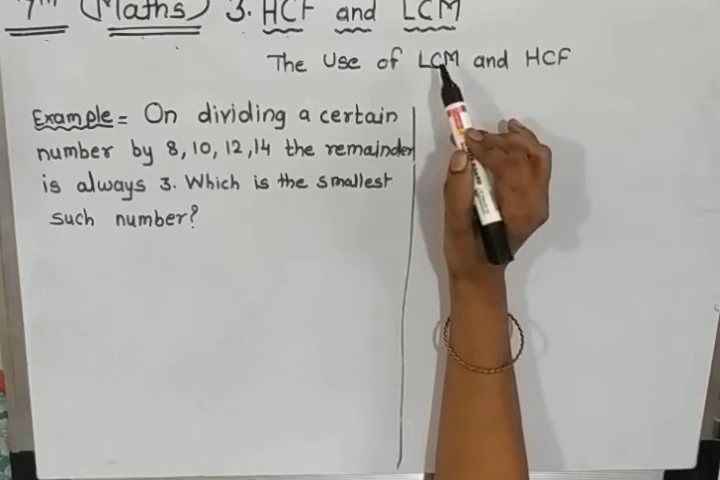 7th (Maths) 3. HCF and LCM
The Use of LCM and HCF
Example = On dividing a certain
number by 8, 10, 12, 14 the remainder
is always 3. Which is the smallest
such number?